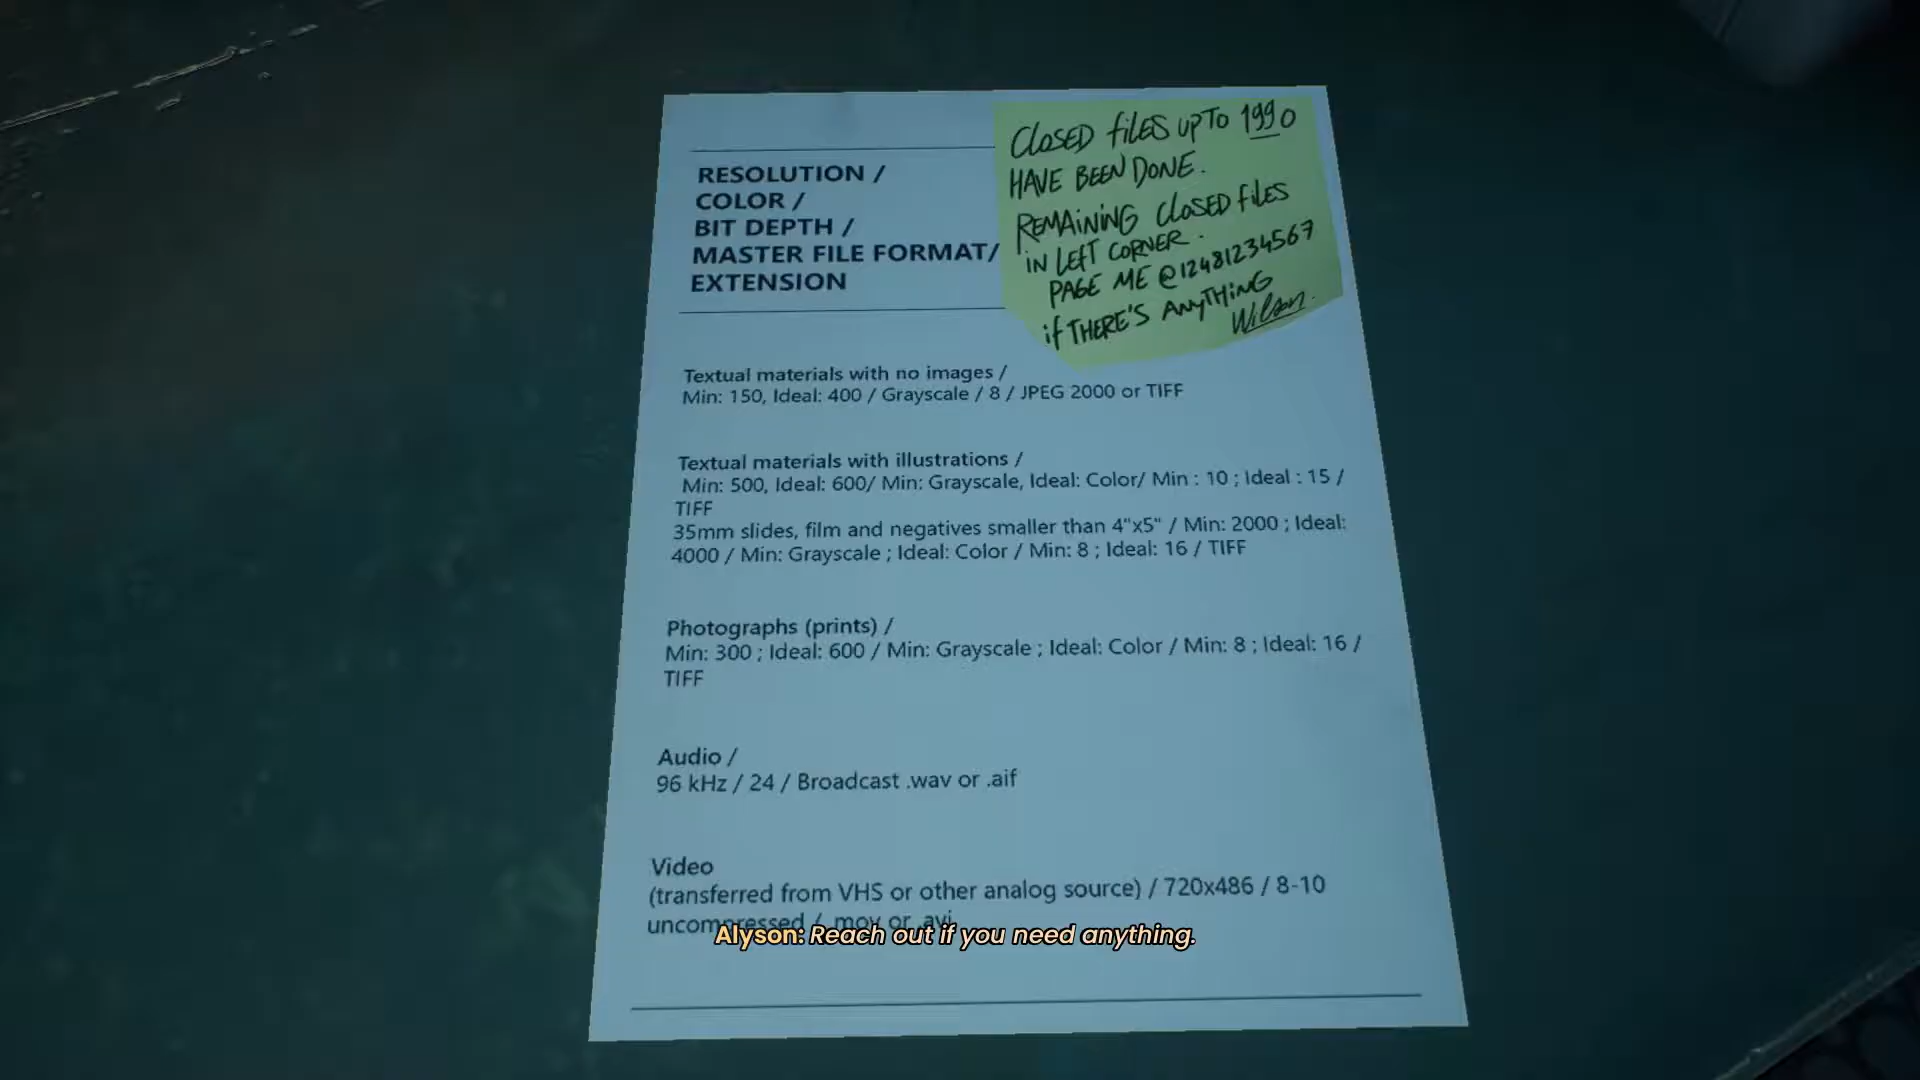 RESOLUTION /
COLOR /
BIT DEPTH /
MASTER FILE FORMAT/
EXTENSION
CLOSED FILES UP TO 1990
HAVE BEEN DONE.
REMAINING CLOSED FILES
IN LEFT CORNER.
PAGE ME @12481234567
if THERE'S ANYTHING
Wilson.
Textual materials with no images /
Min: 150, Ideal: 400 / Grayscale / 8 / JPEG 2000 or TIFF
Textual materials with illustrations /
Min: 500, Ideal: 600/ Min: Grayscale, Ideal: Color/ Min : 10 ; Ideal : 15 /
TIFF
35mm slides, film and negatives smaller than 4"x5" / Min: 2000 ; Ideal:
4000 / Min: Grayscale ; Ideal: Color / Min: 8 ; Ideal: 16 / TIFF
Photographs (prints) /
Min: 300 ; Ideal: 600 / Min: Grayscale ; Ideal: Color / Min: 8 ; Ideal: 16 /
TIFF
Audio /
96 kHz / 24 / Broadcast .wav or .aif
Video
(transferred from VHS or other analog source) / 720x486 / 8-10
uncompressed / .mov or .avi
Alyson: Reach out if you need anything.